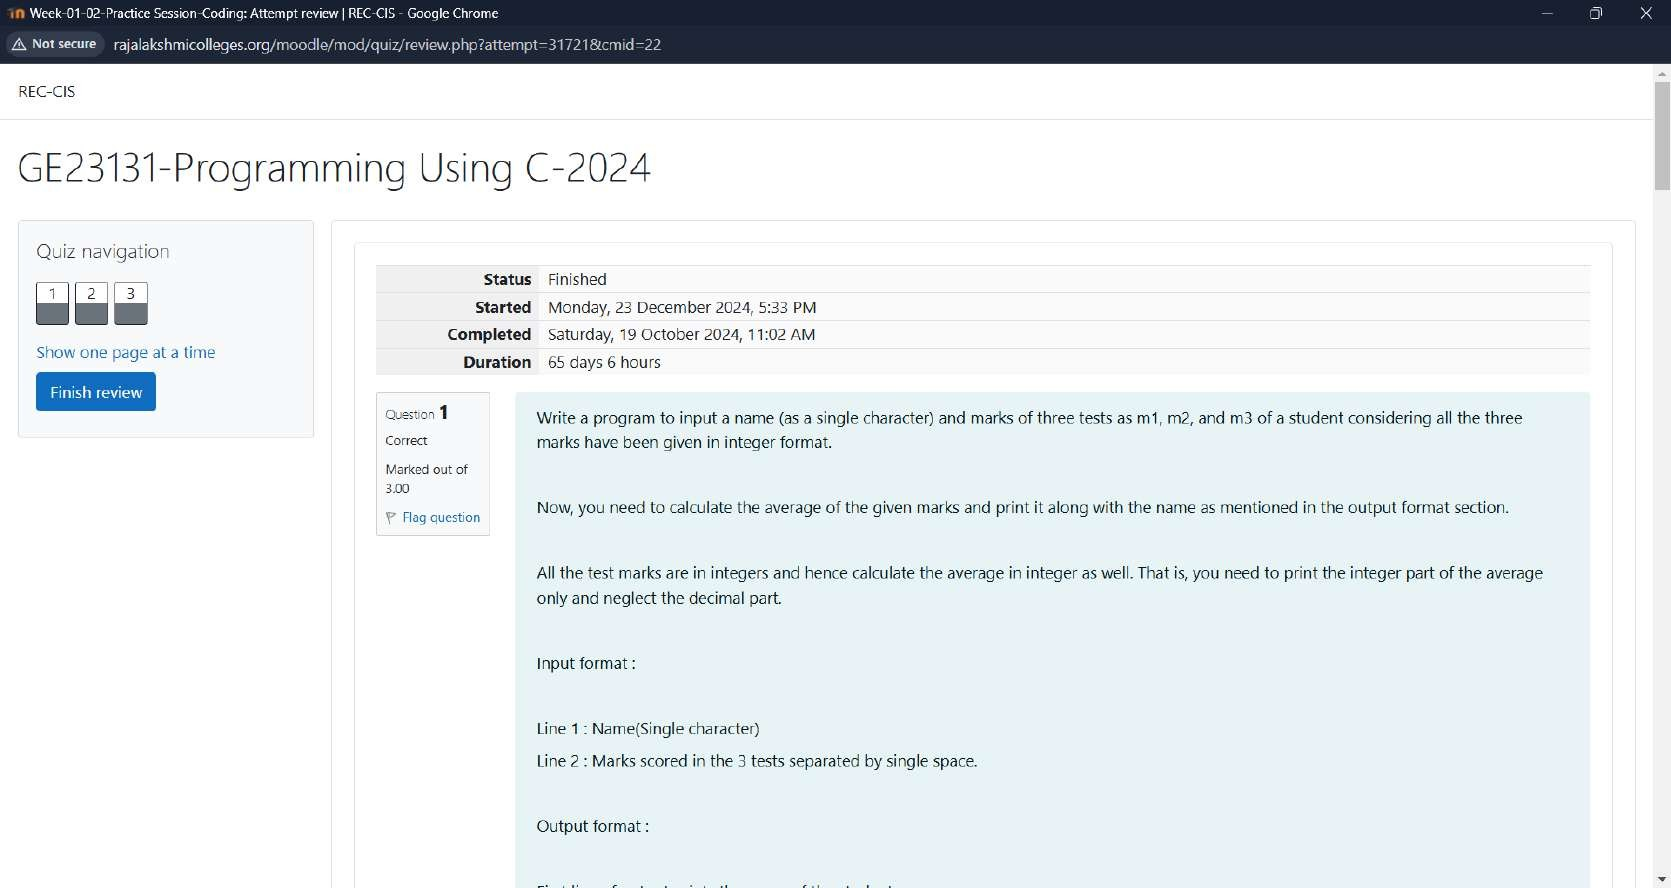 Week-01-02-Practice Session-Coding: Attempt review | REC-CIS - Google Chrome
Not secure rajalakshmicolleges.org/moodle/mod/quiz/review.php?attempt=31721&cmid=22
REC-CIS
GE23131-Programming Using C-2024
Quiz navigation
1 2 3
Show one page at a time
Finish review
Status Finished
Started Monday, 23 December 2024, 5:33 PM
Completed Saturday, 19 October 2024, 11:02 AM
Duration 65 days 6 hours
Question 1
Correct
Marked out of
3.00
Flag question
Write a program to input a name (as a single character) and marks of three tests as m1, m2, and m3 of a student considering all the three
marks have been given in integer format.
Now, you need to calculate the average of the given marks and print it along with the name as mentioned in the output format section.
All the test marks are in integers and hence calculate the average in integer as well. That is, you need to print the integer part of the average
only and neglect the decimal part.
Input format :
Line 1 : Name(Single character)
Line 2 : Marks scored in the 3 tests separated by single space.
Output format :